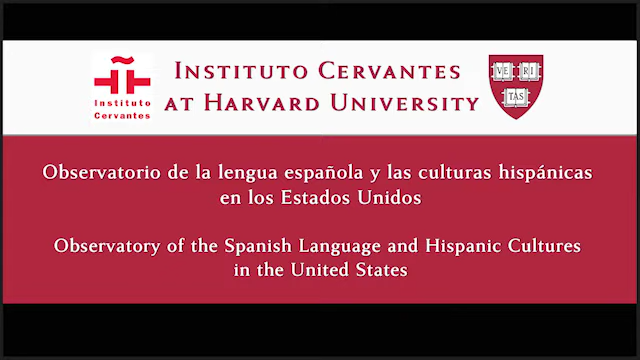 Instituto Cervantes
at Harvard University
Instituto
Cervantes
VE RI
TAS
Observatorio de la lengua española y las culturas hispánicas
en los Estados Unidos
Observatory of the Spanish Language and Hispanic Cultures
in the United States